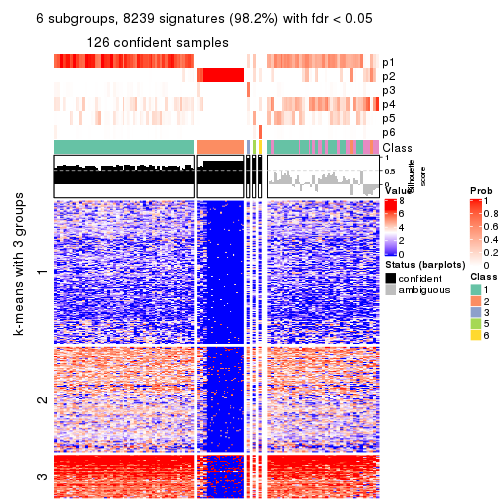 6 subgroups, 8239 signatures (98.2%) with fdr < 0.05
126 confident samples
p1
p2
p3
p4
p5
p6
Class
1
0.5
0
Silhouette
score
k-means with 3 groups
1
2
3
Value
8
6
4
2
0
Status (barplots)
confident
ambiguous
Prob
1
0.8
0.6
0.4
0.2
0
Class
1
2
3
5
6